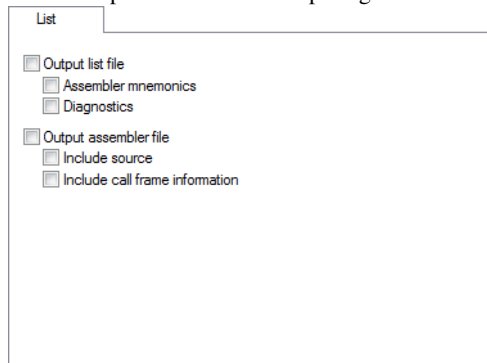 List
Output list file
Assembler mnemonics
Diagnostics
Output assembler file
Include source
Include call frame information